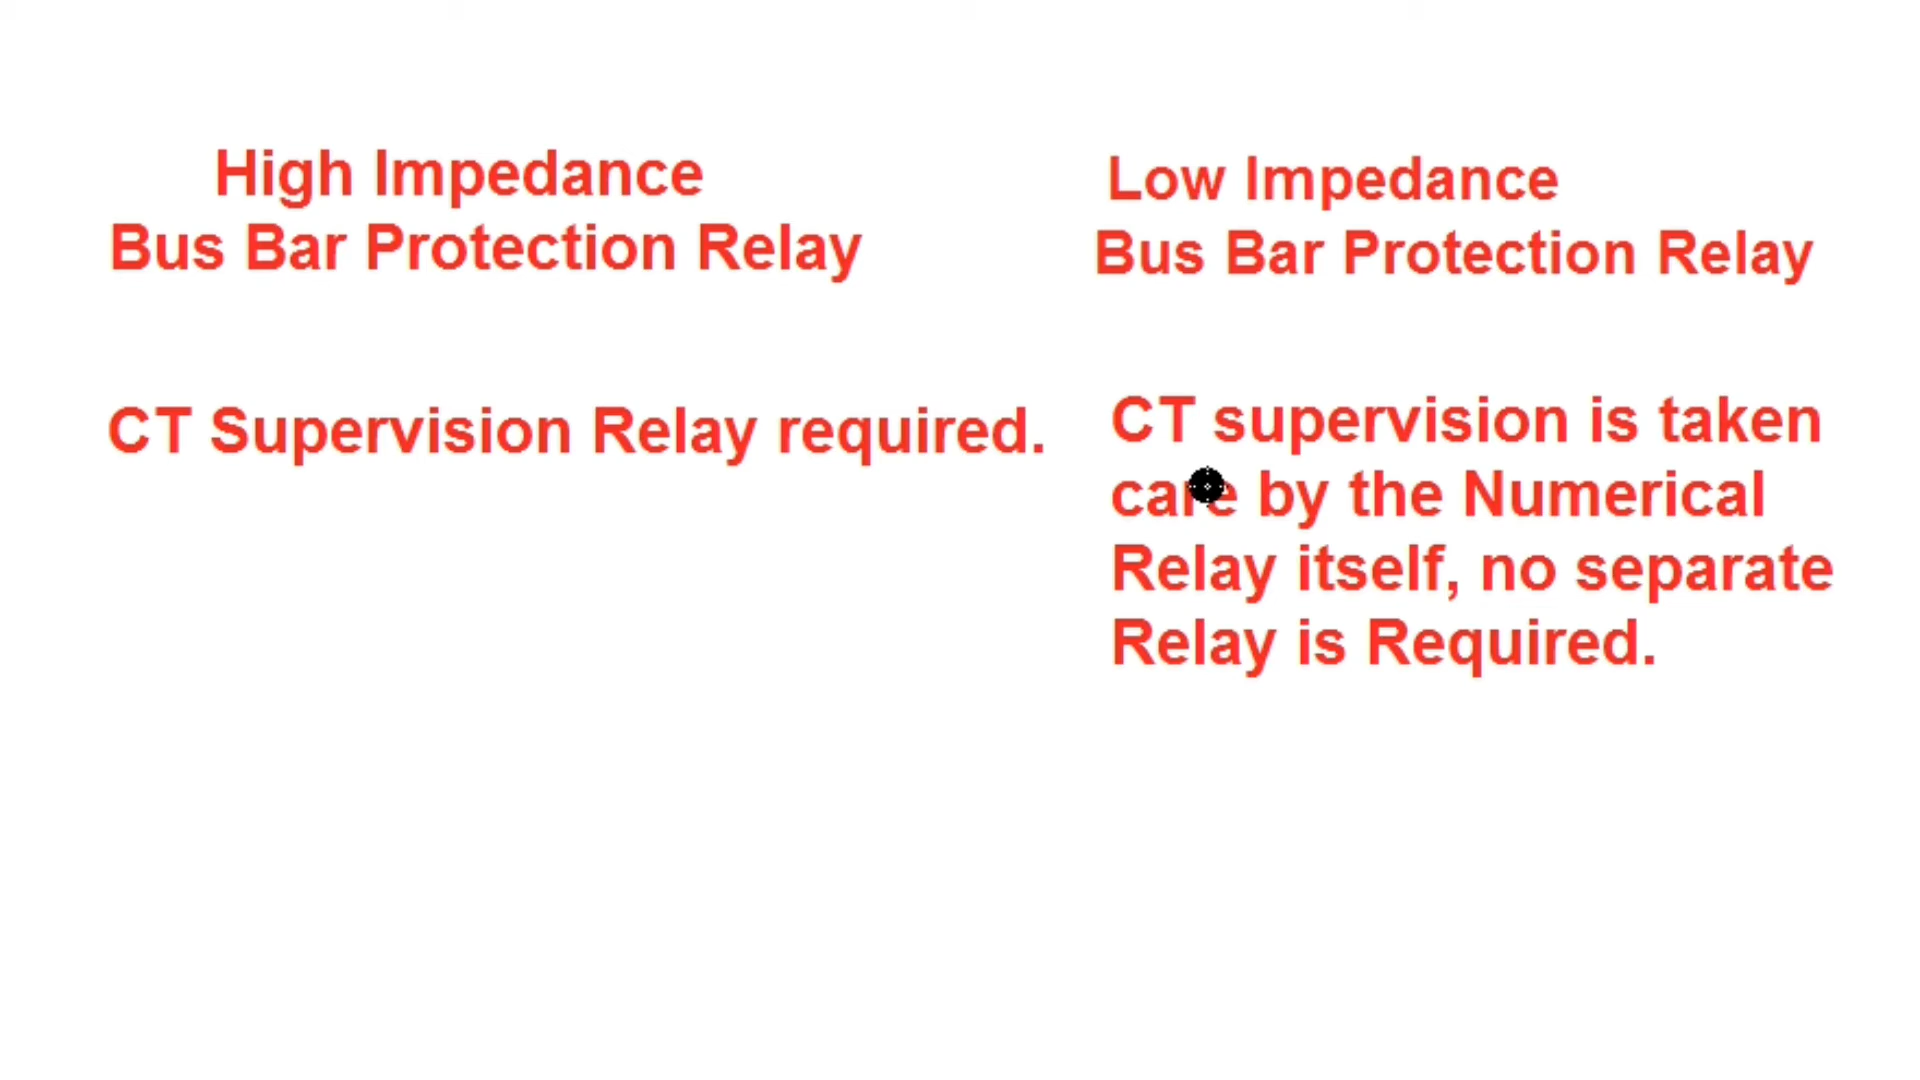 High Impedance
Bus Bar Protection Relay
CT Supervision Relay required.
Low Impedance
Bus Bar Protection Relay
CT supervision is taken
care by the Numerical
Relay itself, no separate
Relay is Required.